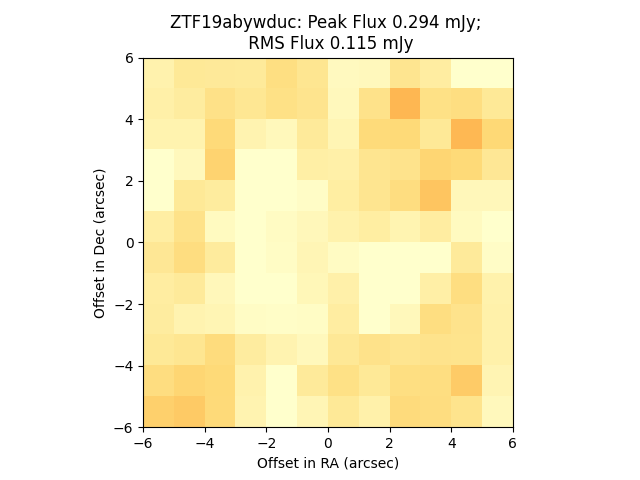 ZTF19abywduc: Peak Flux 0.294 mJy;
RMS Flux 0.115 mJy
6
4
2
0
−2
−4
−6
Offset in Dec (arcsec)
−6 −4 −2 0 2 4 6
Offset in RA (arcsec)